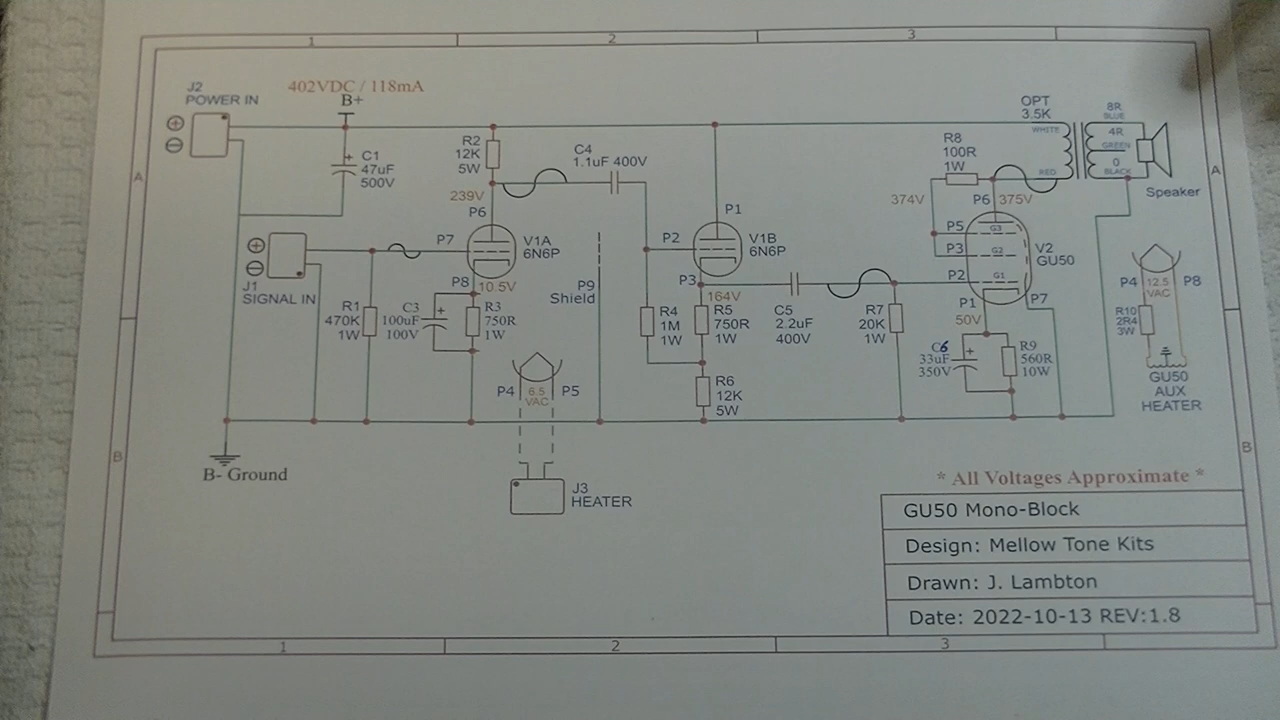 1
2
3
J2
POWER IN
402VDC / 118mA
B+
C1
47uF
500V
R2
12K
5W
C4
1.1uF 400V
OPT
3.5K
WHITE
RED
8R
BLUE
4R
GREEN
0
BLACK
Speaker
A
A
R8
100R
1W
239V
P6
P7
V1A
6N6P
P8
10.5V
P1
P2
V1B
6N6P
P3
164V
374V
P6
375V
P5
G3
P3
G2
P2
G1
V2
GU50
P1
P7
50V
J1
SIGNAL IN
R1
470K
1W
C3
100uF
100V
R3
750R
1W
P9
Shield
R4
1M
1W
R5
750R
1W
C5
2.2uF
400V
R7
20K
1W
C6
33uF
350V
R9
560R
10W
P4
12.5
VAC
P8
R10
2R4
3W
GU50
AUX
HEATER
P4
6.5
VAC
P5
R6
12K
5W
B
B
B- Ground
J3
HEATER
* All Voltages Approximate *
GU50 Mono-Block
Design: Mellow Tone Kits
Drawn: J. Lambton
Date: 2022-10-13 REV:1.8
1
2
3